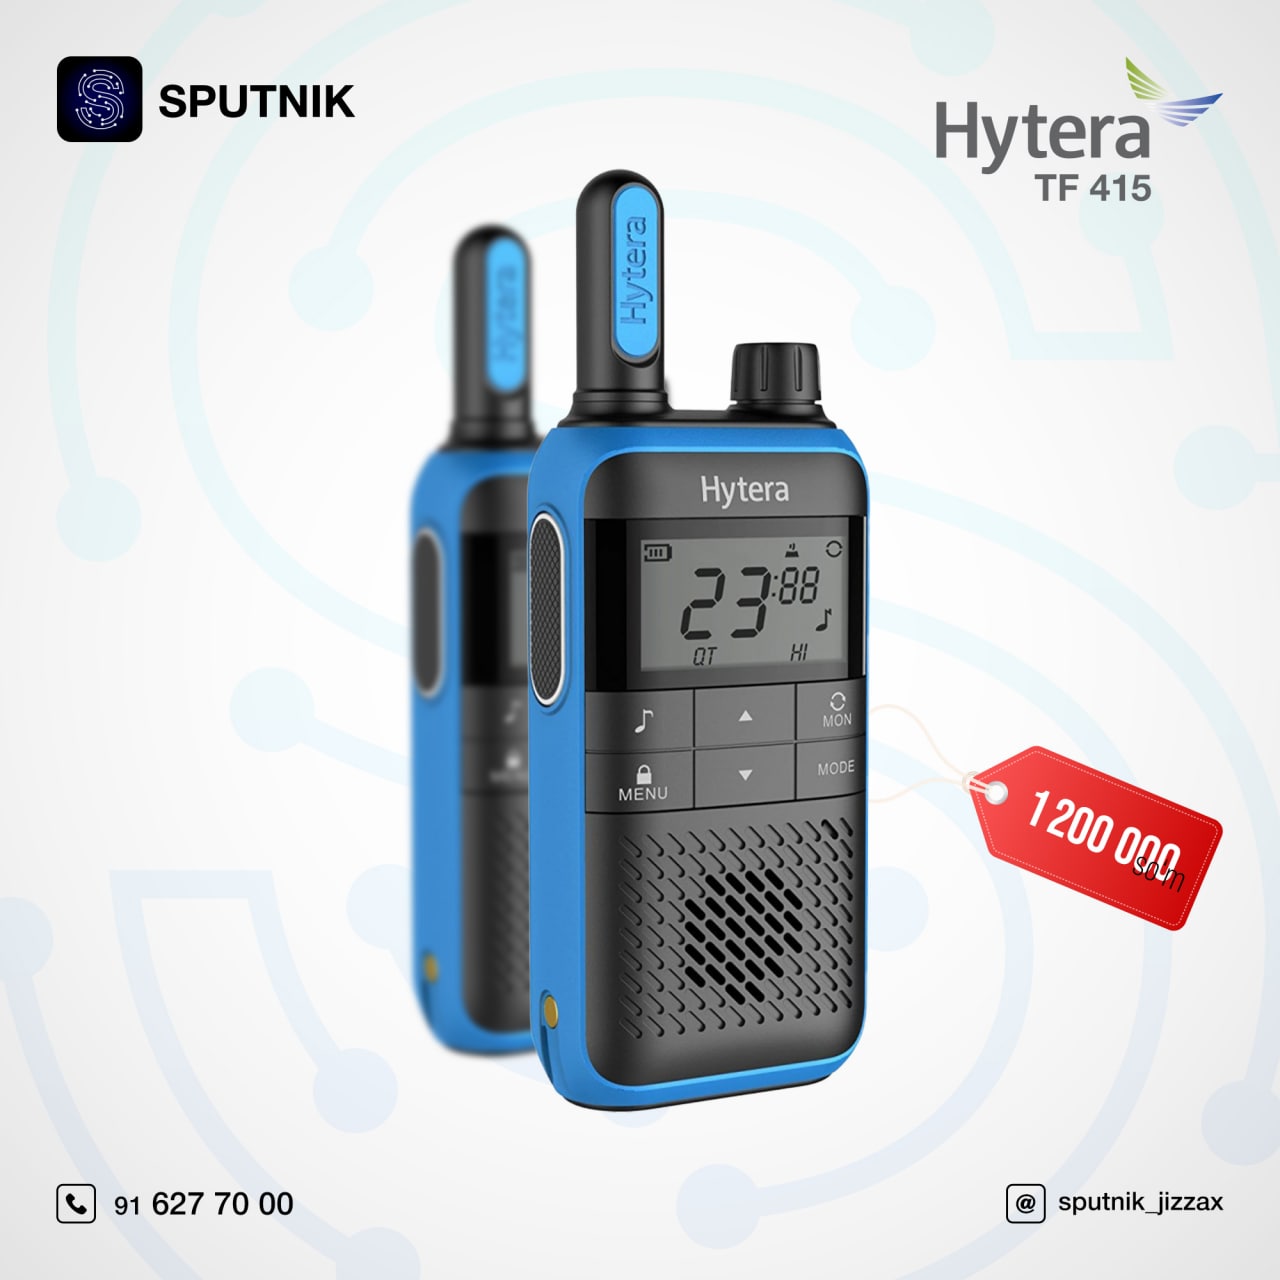 SPUTNIK
Hytera
TF 415
Hytera
Hytera
Hytera
23:88
QT HI
MON
MENU
MODE
1 200 000
so'm
91 627 70 00
@ sputnik_jizzax